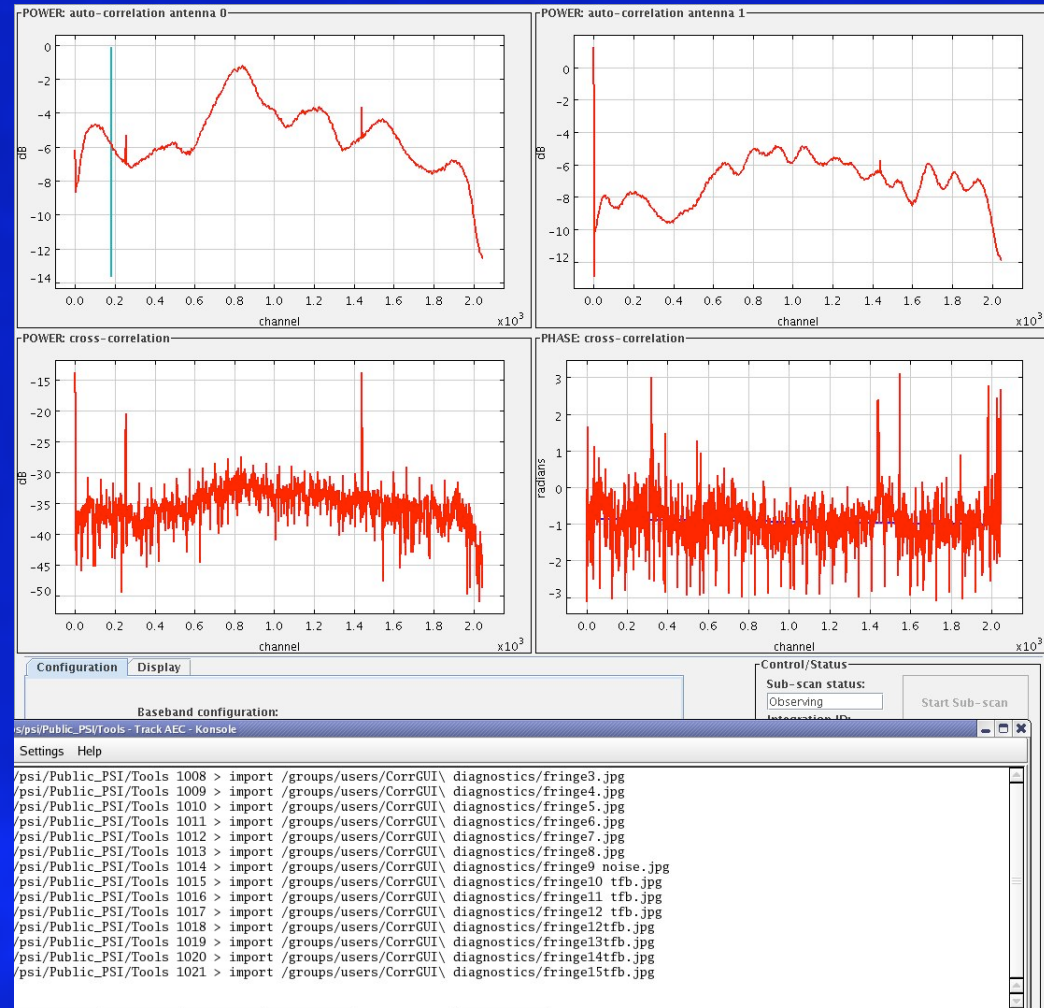 POWER: auto-correlation antenna 0
0
-2
-4
-6
-8
-10
-12
-14
dB
0.0 0.2 0.4 0.6 0.8 1.0 1.2 1.4 1.6 1.8 2.0
channel
x10³
POWER: auto-correlation antenna 1
0
-2
-4
-6
-8
-10
-12
dB
0.0 0.2 0.4 0.6 0.8 1.0 1.2 1.4 1.6 1.8 2.0
channel
x10³
POWER: cross-correlation
-15
-20
-25
-30
-35
-40
-45
-50
dB
0.0 0.2 0.4 0.6 0.8 1.0 1.2 1.4 1.6 1.8 2.0
channel
x10³
PHASE: cross-correlation
3
2
1
0
-1
-2
-3
radians
0.0 0.2 0.4 0.6 0.8 1.0 1.2 1.4 1.6 1.8 2.0
channel
x10³
Configuration Display
Baseband configuration:
Control/Status
Sub-scan status:
Observing
Start Sub-scan
Integration ID:
s/psi/Public_PSI/Tools - Track AEC - Konsole
Settings Help
/psi/Public_PSI/Tools 1008 > import /groups/users/CorrGUI\ diagnostics/fringe3.jpg
/psi/Public_PSI/Tools 1009 > import /groups/users/CorrGUI\ diagnostics/fringe4.jpg
/psi/Public_PSI/Tools 1010 > import /groups/users/CorrGUI\ diagnostics/fringe5.jpg
/psi/Public_PSI/Tools 1011 > import /groups/users/CorrGUI\ diagnostics/fringe6.jpg
/psi/Public_PSI/Tools 1012 > import /groups/users/CorrGUI\ diagnostics/fringe7.jpg
/psi/Public_PSI/Tools 1013 > import /groups/users/CorrGUI\ diagnostics/fringe8.jpg
/psi/Public_PSI/Tools 1014 > import /groups/users/CorrGUI\ diagnostics/fringe9 noise.jpg
/psi/Public_PSI/Tools 1015 > import /groups/users/CorrGUI\ diagnostics/fringe10 tfb.jpg
/psi/Public_PSI/Tools 1016 > import /groups/users/CorrGUI\ diagnostics/fringe11 tfb.jpg
/psi/Public_PSI/Tools 1017 > import /groups/users/CorrGUI\ diagnostics/fringe12 tfb.jpg
/psi/Public_PSI/Tools 1018 > import /groups/users/CorrGUI\ diagnostics/fringe12tfb.jpg
/psi/Public_PSI/Tools 1019 > import /groups/users/CorrGUI\ diagnostics/fringe13tfb.jpg
/psi/Public_PSI/Tools 1020 > import /groups/users/CorrGUI\ diagnostics/fringe14tfb.jpg
/psi/Public_PSI/Tools 1021 > import /groups/users/CorrGUI\ diagnostics/fringe15tfb.jpg